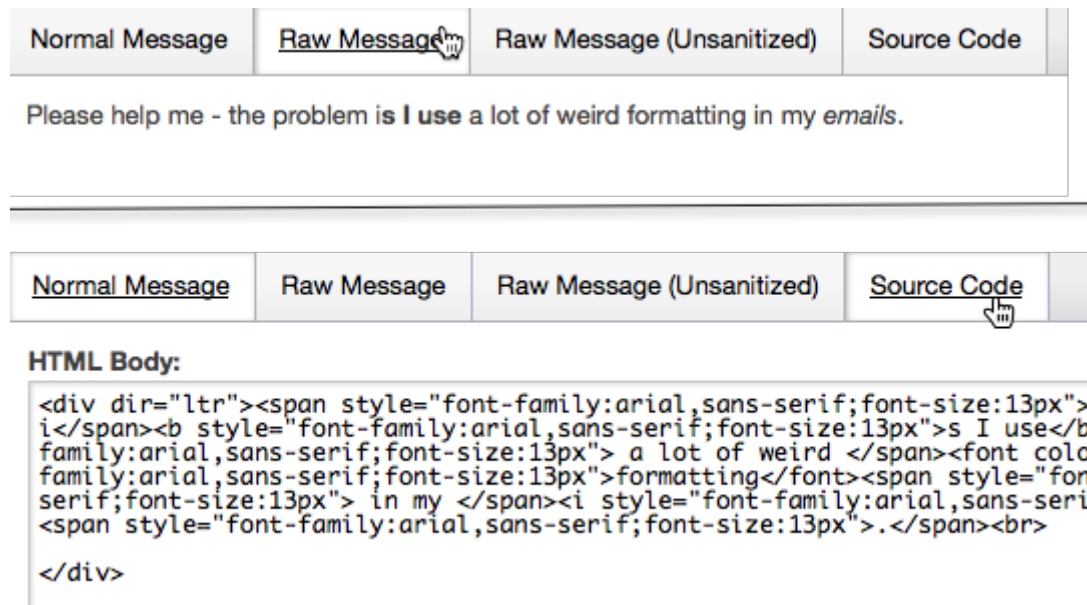 Normal Message Raw Message Raw Message (Unsanitized) Source Code
Please help me - the problem is I use a lot of weird formatting in my emails.
Normal Message Raw Message Raw Message (Unsanitized) Source Code
HTML Body:
<div dir="ltr"><span style="font-family:arial,sans-serif;font-size:13px">
i</span><b style="font-family:arial,sans-serif;font-size:13px">s I use</b
family:arial,sans-serif;font-size:13px"> a lot of weird </span><font colo
family:arial,sans-serif;font-size:13px">formatting</font><span style="fon
serif;font-size:13px"> in my </span><i style="font-family:arial,sans-seri
<span style="font-family:arial,sans-serif;font-size:13px">.</span><br>
</div>